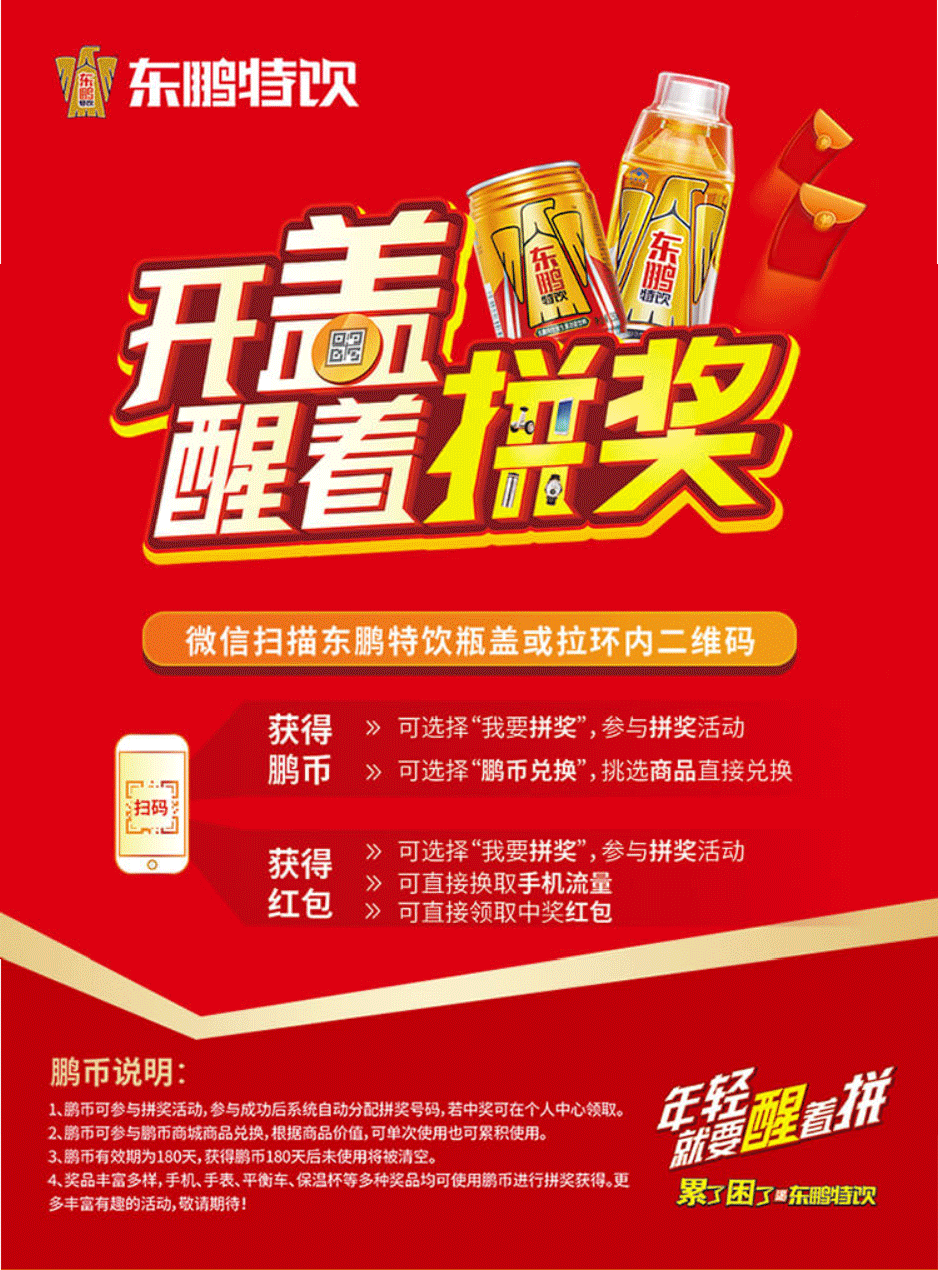 东鹏特饮
东鹏
特饮
东鹏
特饮
东鹏
特饮
开盖
醒着拼奖
微信扫描东鹏特饮瓶盖或拉环内二维码
扫码
获得
鹏币
» 可选择“我要拼奖”，参与拼奖活动
» 可选择“鹏币兑换”，挑选商品直接兑换
获得
红包
» 可选择“我要拼奖”，参与拼奖活动
» 可直接换取手机流量
» 可直接领取中奖红包
鹏币说明：
1、鹏币可参与拼奖活动，参与成功后系统自动分配拼奖号码，若中奖可在个人中心领取。
2、鹏币可参与鹏币商城商品兑换，根据商品价值，可单次使用也可累积使用。
3、鹏币有效期为180天，获得鹏币180天后未使用将被清空。
4、奖品丰富多样，手机、手表、平衡车、保温杯等多种奖品均可使用鹏币进行拼奖获得。更
多丰富有趣的活动，敬请期待！
年轻
就要醒着拼
累了困了喝东鹏特饮